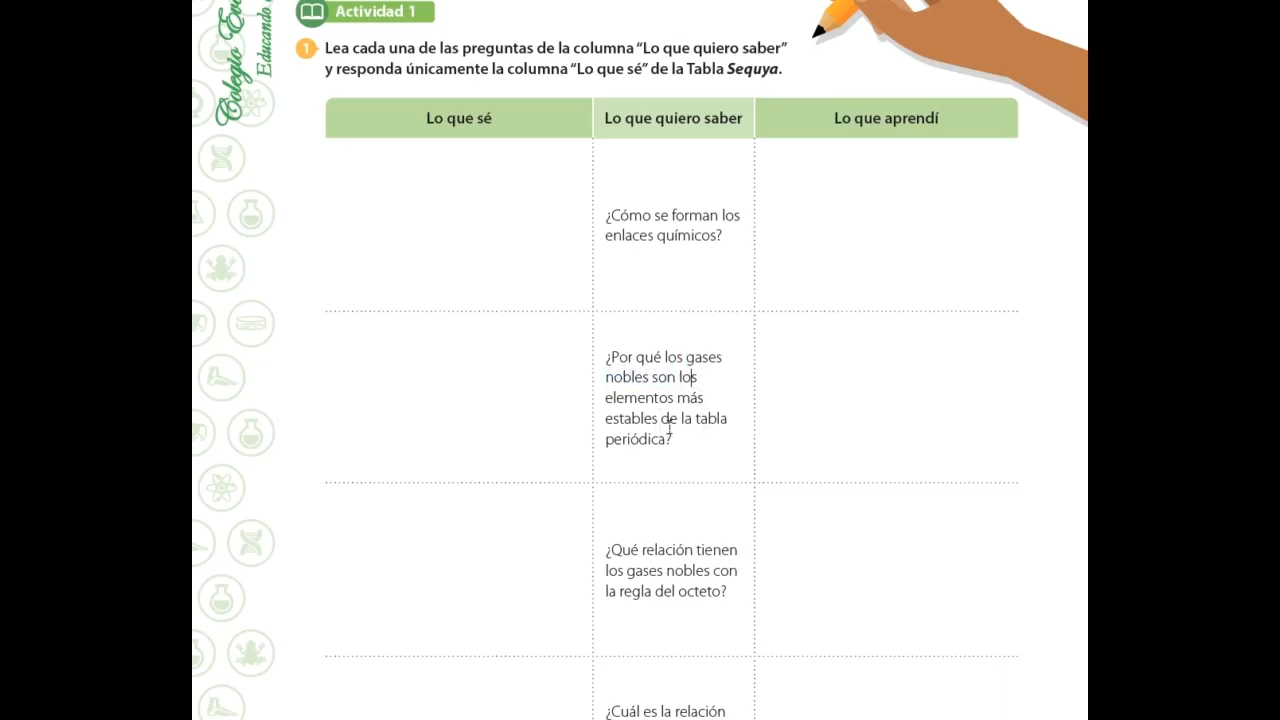 Colegio
Educando
Actividad 1
1 Lea cada una de las preguntas de la columna “Lo que quiero saber”
y responda únicamente la columna “Lo que sé” de la Tabla Sequya.
Lo que sé
Lo que quiero saber
Lo que aprendí
¿Cómo se forman los
enlaces químicos?
¿Por qué los gases
nobles son los
elementos más
estables de la tabla
periódica?
¿Qué relación tienen
los gases nobles con
la regla del octeto?
¿Cuál es la relación